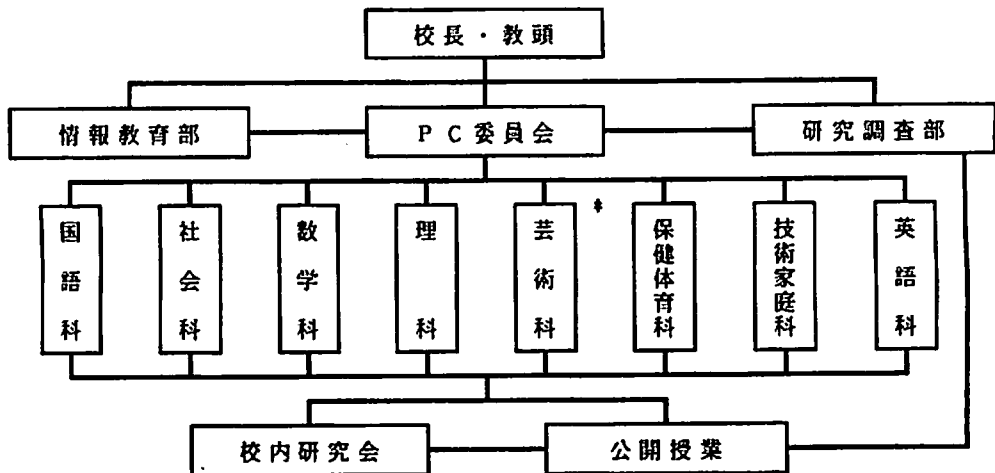 校長・教頭
情報教育部
PC委員会
研究調査部
国語科
社会科
数学科
理科
芸術科
保健体育科
技術家庭科
英語科
校内研究会
公開授業